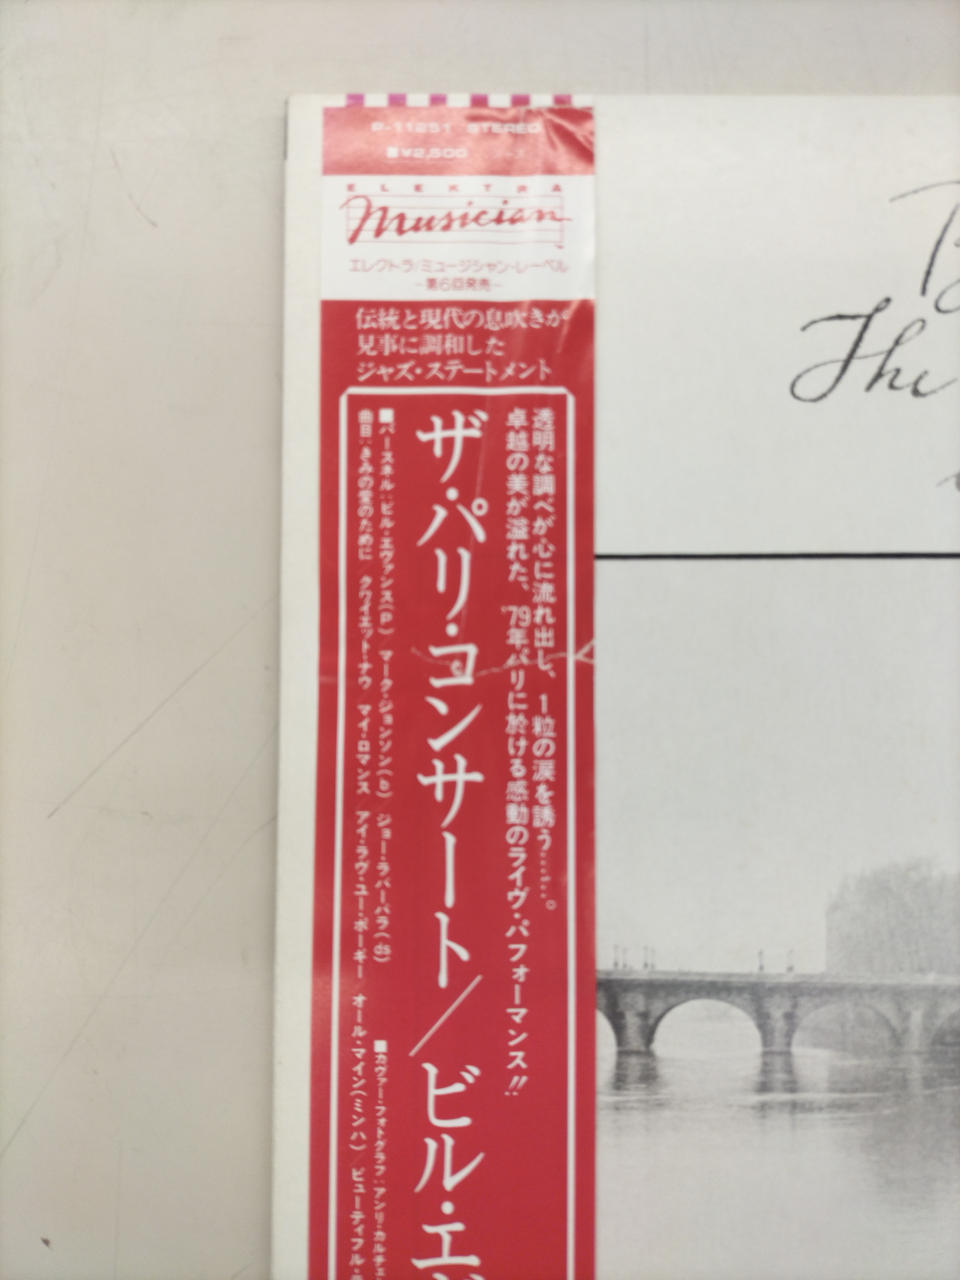 P-11251 STEREO
¥2,500
ELEKTRA
Musician
エレクトラ/ミュージシャン・レーベル
-第6回発売-
伝統と現代の息吹きが
見事に調和した
ジャズ・ステートメント
透明な調べが心に流れ出し、1粒の涙を誘う……。
卓越の美が溢れた、'79年パリに於ける感動のライヴ・パフォーマンス!!
ザ・パリ・コンサート/ビル・エ
■パースネル:ビル・エヴァンス(p) マーク・ジョンソン(b) ジョー・ラバーバラ(ds)
■カヴァー・フォトグラフ:アンリ・カルチェ
曲目:きみの愛のために/クワイエット・ナウ/マイ・ロマンス/アイ・ラヴ・ユー・ポーギー/オール・マイン(ミンハ)/ビューティフル・
The